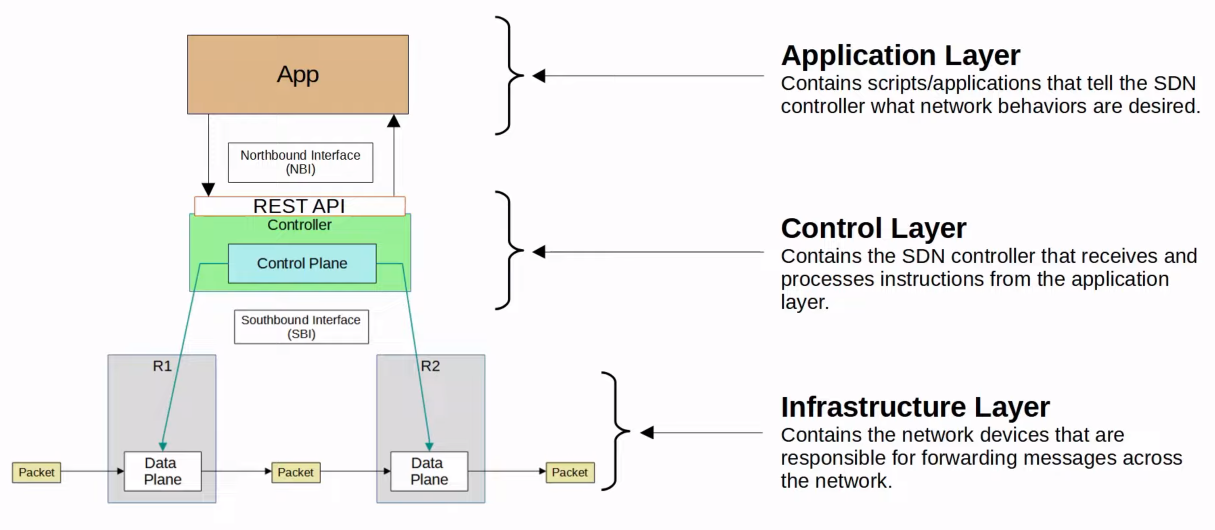 App
Northbound Interface
(NBI)
REST API
Controller
Control Plane
Southbound Interface
(SBI)
R1
R2
Packet
Data
Plane
Packet
Data
Plane
Packet
Application Layer
Contains scripts/applications that tell the SDN
controller what network behaviors are desired.
Control Layer
Contains the SDN controller that receives and
processes instructions from the application
layer.
Infrastructure Layer
Contains the network devices that are
responsible for forwarding messages across
the network.